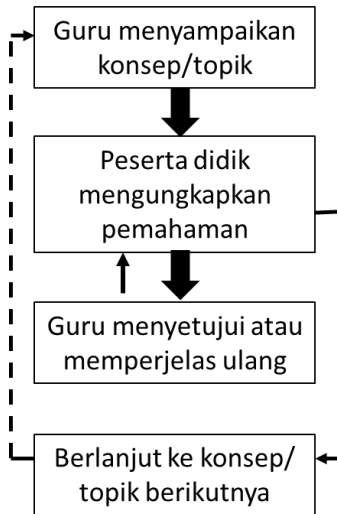 Guru menyampaikan
konsep/topik
Peserta didik
mengungkapkan
pemahaman
Guru menyetujui atau
memperjelas ulang
Berlanjut ke konsep/
topik berikutnya